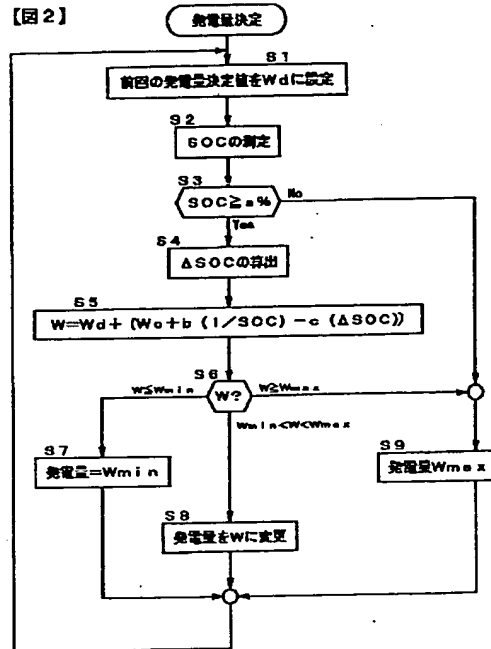 【図2】
発電量決定
S1
前回の発電量決定値をWdに設定
S2
SOCの測定
S3
SOC≧a%
No
Yes
S4
ΔSOCの算出
S5
W=Wd+(Wo+b(1/SOC)-c(ΔSOC))
S6
W?
W≦Wmin
W≧Wmax
Wmin<W<Wmax
S7
発電量=Wmin
S9
発電量Wmax
S8
発電量をWに変更